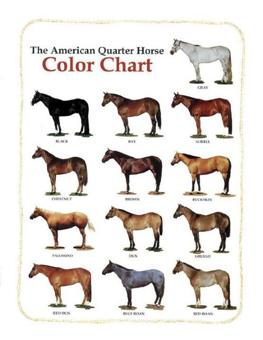 The American Quarter Horse
Color Chart
GRAY
BLACK
BAY
SORREL
CHESTNUT
BROWN
BUCKSKIN
PALOMINO
DUN
GRULLO
RED DUN
BLUE ROAN
RED ROAN